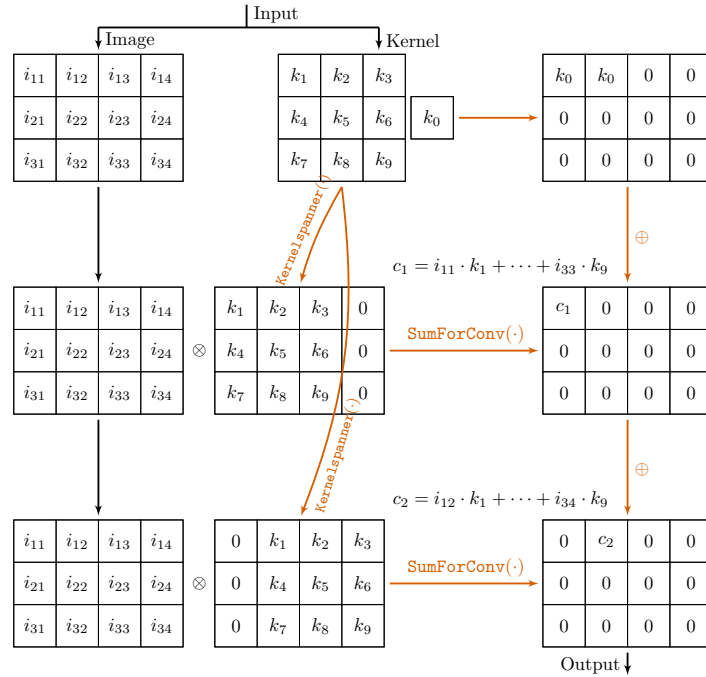 Input
Image Kernel
i₁₁ i₁₂ i₁₃ i₁₄ k₁ k₂ k₃ k₀ k₀ 0 0
i₂₁ i₂₂ i₂₃ i₂₄ k₄ k₅ k₆ k₀ 0 0 0 0
i₃₁ i₃₂ i₃₃ i₃₄ k₇ k₈ k₉ 0 0 0 0
Kernelspanner(·)
⊕
c₁ = i₁₁ · k₁ + ··· + i₃₃ · k₉
i₁₁ i₁₂ i₁₃ i₁₄ k₁ k₂ k₃ 0 c₁ 0 0 0
SumForConv(·)
i₂₁ i₂₂ i₂₃ i₂₄ ⊗ k₄ k₅ k₆ 0 0 0 0 0
i₃₁ i₃₂ i₃₃ i₃₄ k₇ k₈ k₉ 0 0 0 0 0
Kernelspanner(·)
⊕
c₂ = i₁₂ · k₁ + ··· + i₃₄ · k₉
i₁₁ i₁₂ i₁₃ i₁₄ 0 k₁ k₂ k₃ 0 c₂ 0 0
SumForConv(·)
i₂₁ i₂₂ i₂₃ i₂₄ ⊗ 0 k₄ k₅ k₆ 0 0 0 0
i₃₁ i₃₂ i₃₃ i₃₄ 0 k₇ k₈ k₉ 0 0 0 0
Output